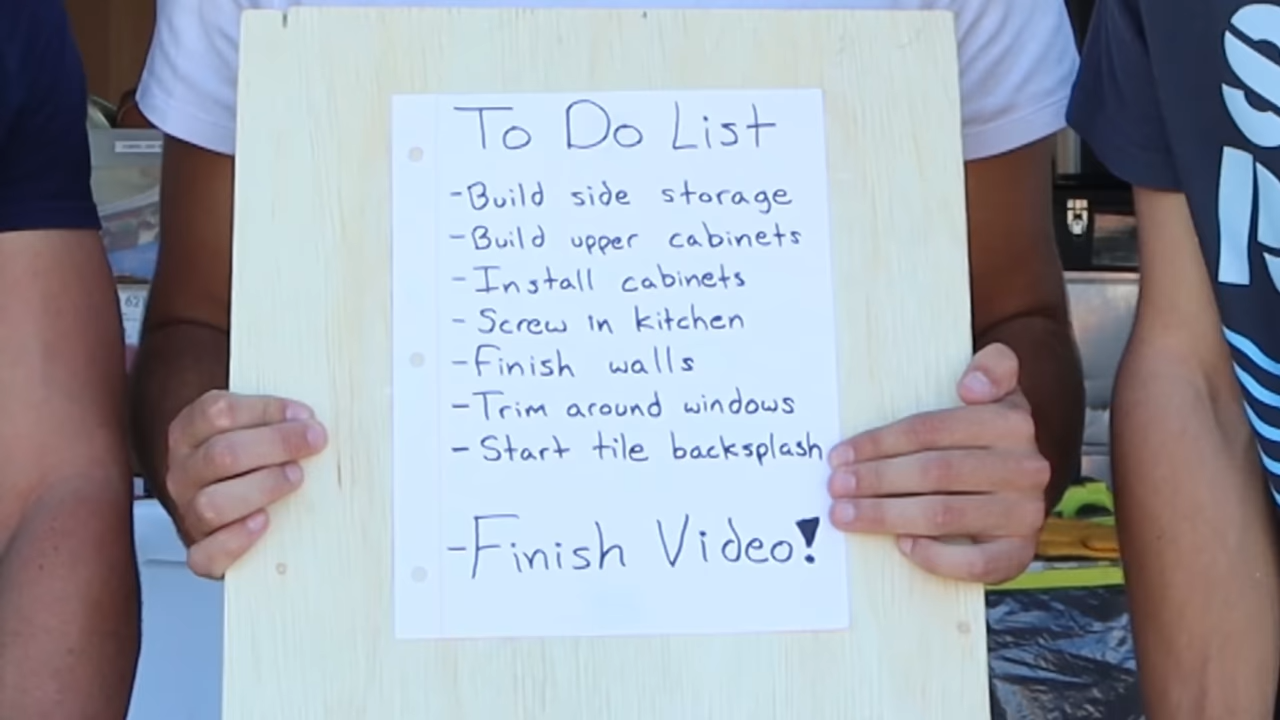 To Do List
-Build side storage
-Build upper cabinets
-Install cabinets
-Screw in kitchen
-Finish walls
-Trim around windows
-Start tile backsplash
-Finish Video!
62